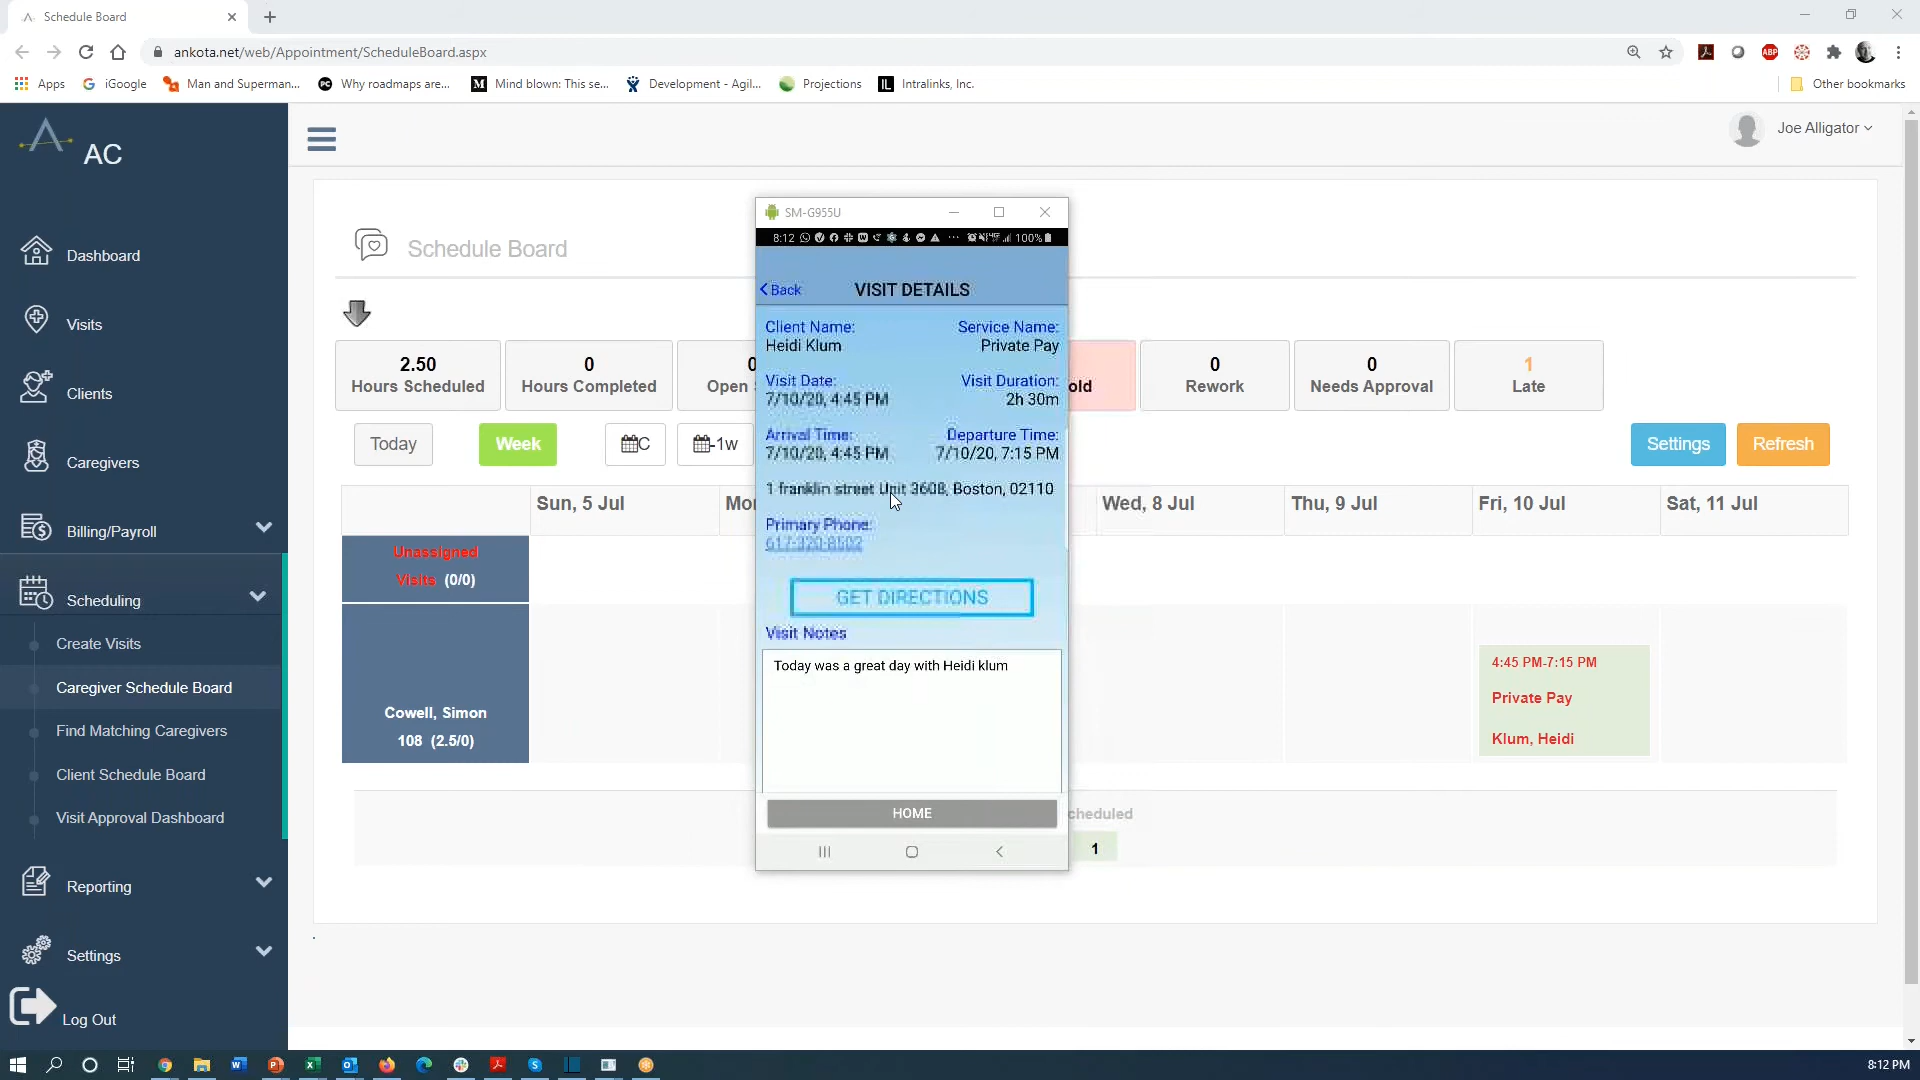 Schedule Board
ankota.net/web/Appointment/ScheduleBoard.aspx
Apps
iGoogle
Man and Superman...
Why roadmaps are...
Mind blown: This se...
Development - Agil...
Projections
Intralinks, Inc.
Other bookmarks
AC
Joe Alligator
Dashboard
Visits
Clients
Caregivers
Billing/Payroll
Scheduling
Create Visits
Caregiver Schedule Board
Find Matching Caregivers
Client Schedule Board
Visit Approval Dashboard
Reporting
Settings
Log Out
Schedule Board
2.50
Hours Scheduled
0
Hours Completed
Open
old
0
Rework
0
Needs Approval
1
Late
Today
Week
C
-1w
Settings
Refresh
Sun, 5 Jul
Wed, 8 Jul
Thu, 9 Jul
Fri, 10 Jul
Sat, 11 Jul
Unassigned
Visits (0/0)
Cowell, Simon
108 (2.5/0)
4:45 PM-7:15 PM
Private Pay
Klum, Heidi
cheduled
1
SM-G955U
8:12
100%
Back
VISIT DETAILS
Client Name: Service Name:
Heidi Klum Private Pay
Visit Date: Visit Duration:
7/10/20, 4:45 PM 2h 30m
Arrival Time: Departure Time:
7/10/20, 4:45 PM 7/10/20, 7:15 PM
1 franklin street Unit 3608, Boston, 02110
Primary Phone:
GET DIRECTIONS
Visit Notes
Today was a great day with Heidi klum
HOME
8:12 PM